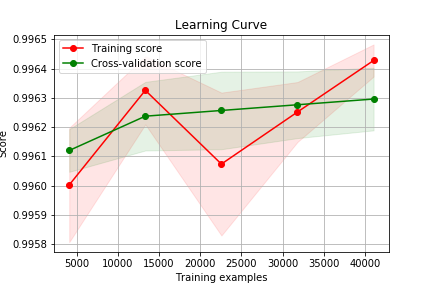 Learning Curve
Training score
Cross-validation score
0.9965
0.9964
0.9963
0.9962
0.9961
0.9960
0.9959
0.9958
Score
5000 10000 15000 20000 25000 30000 35000 40000
Training examples